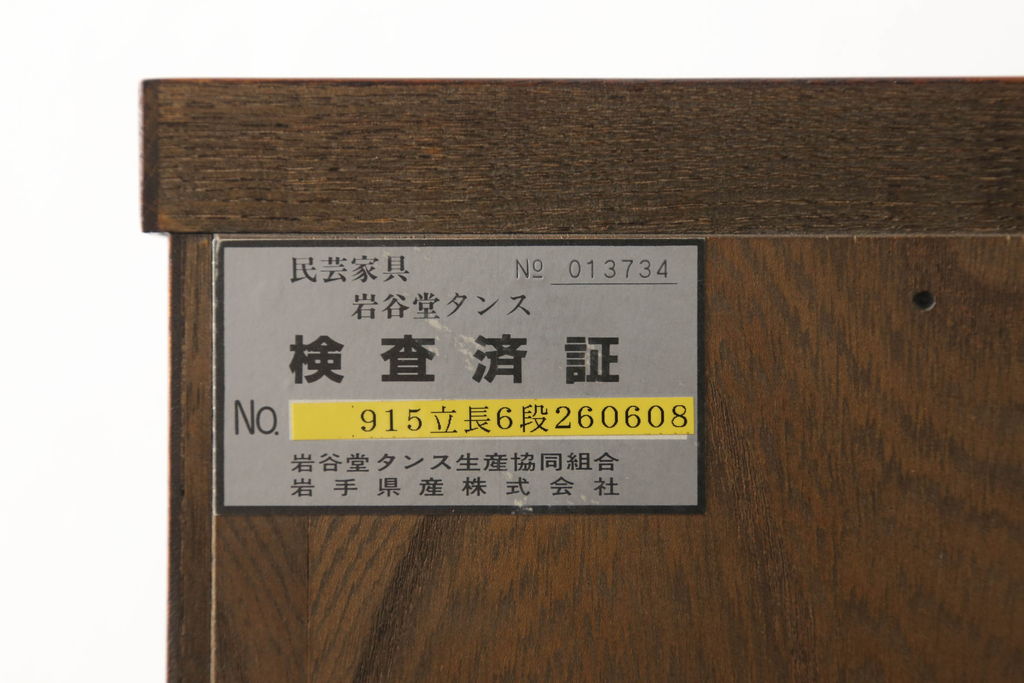 民芸家具 № 013734
岩谷堂タンス
検査済証
No. 915立長6段260608
岩谷堂タンス生産協同組合
岩手県産株式会社